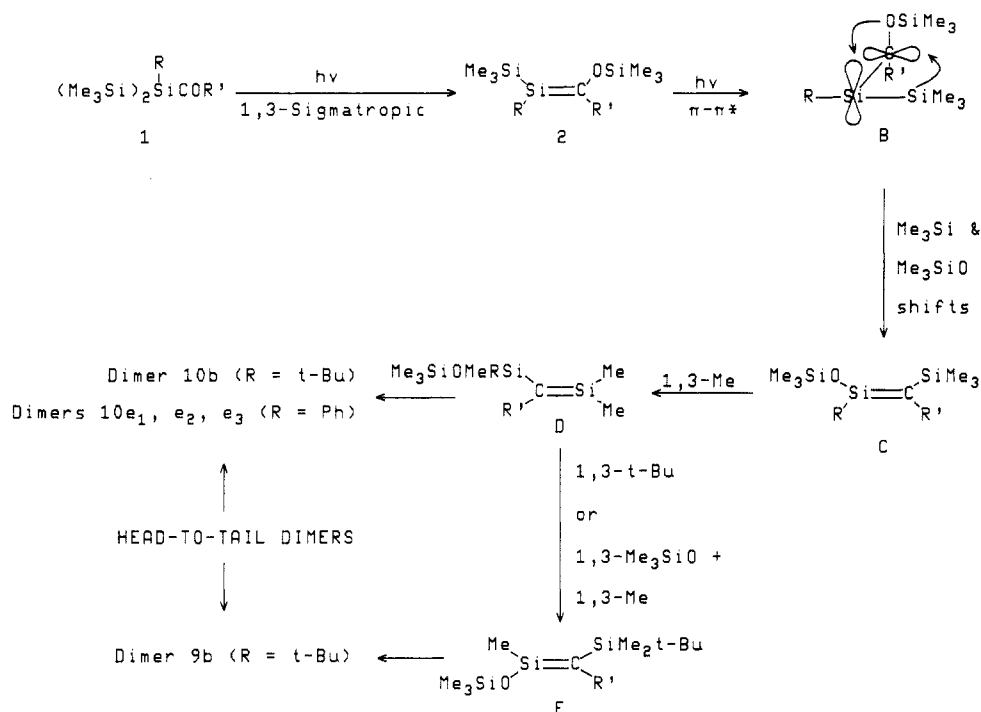 R
(Me3Si)2SiCOR'
1
hν
1,3-Sigmatropic
Me3Si
OSiMe3
Si=C
R
R'
2
hν
π-π*
OSiMe3
C
R'
R—Si—SiMe3
B
Me3Si &
Me3SiO
shifts
Me3SiO
SiMe3
Si=C
R
R'
C
1,3-Me
Me3SiOMeRSi
Me
C=Si
R'
Me
D
Dimer 10b (R = t-Bu)
Dimers 10e1, e2, e3 (R = Ph)
HEAD-TO-TAIL DIMERS
1,3-t-Bu
or
1,3-Me3SiO +
1,3-Me
Dimer 9b (R = t-Bu)
Me
SiMe2t-Bu
Si=C
Me3SiO
R'